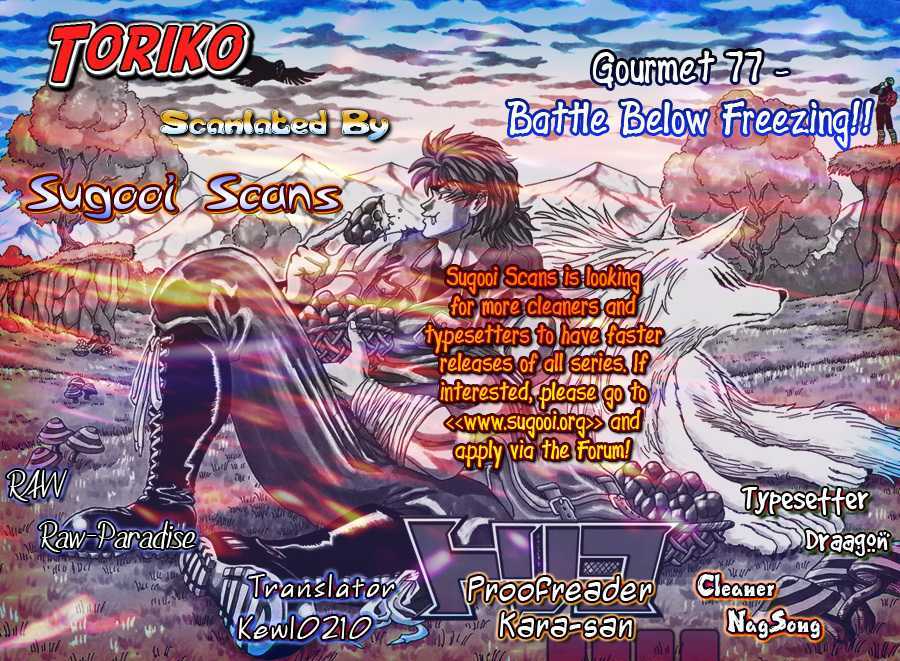 TORIKO
Gourmet 77 -
Battle Below Freezing!!
Scanlated By
Sugooi Scans
Sugooi Scans is looking
for more cleaners and
typesetters to have faster
releases of all series. If
interested, please go to
<<www.sugooi.org>> and
apply via the Forum!
RAW
Raw-Paradise
Translator
Kewl0210
Proofreader
Kara-san
Typesetter
Draagon
Cleaner
NagSong